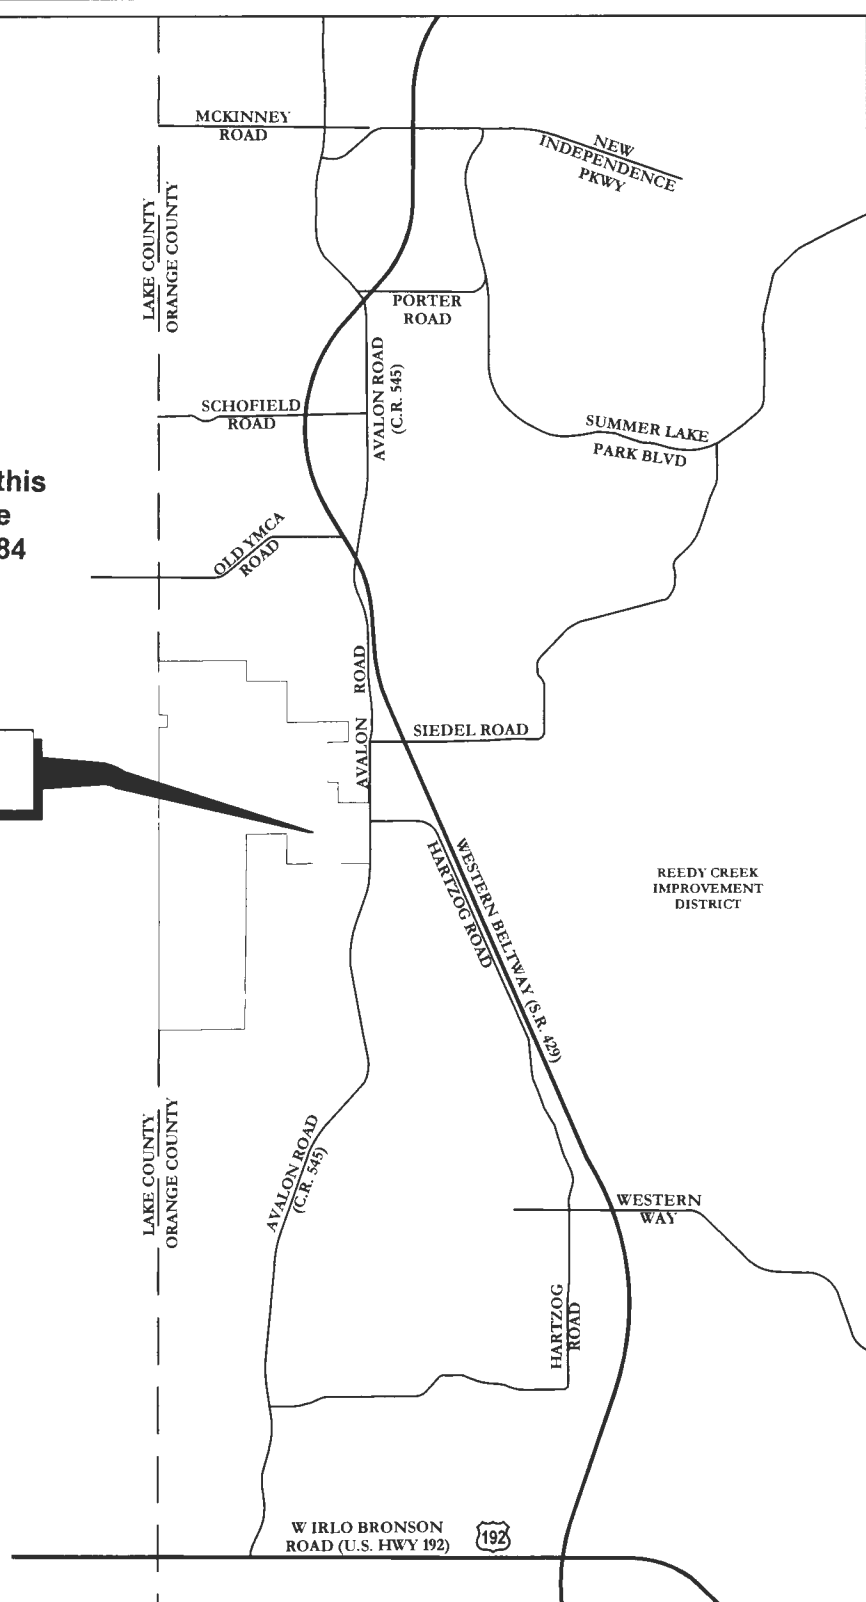 MCKINNEY
ROAD
NEW
INDEPENDENCE
PKWY
LAKE COUNTY
ORANGE COUNTY
PORTER
ROAD
AVALON ROAD
(C.R. 545)
SCHOFIELD
ROAD
SUMMER LAKE
PARK BLVD
this
e
84
OLD YMCA
ROAD
AVALON ROAD
SIEDEL ROAD
HARTZOG ROAD
WESTERN BELTWAY (S.R. 429)
REEDY CREEK
IMPROVEMENT
DISTRICT
LAKE COUNTY
ORANGE COUNTY
AVALON ROAD
(C.R. 545)
WESTERN
WAY
HARTZOG
ROAD
W IRLO BRONSON
ROAD (U.S. HWY 192)
192